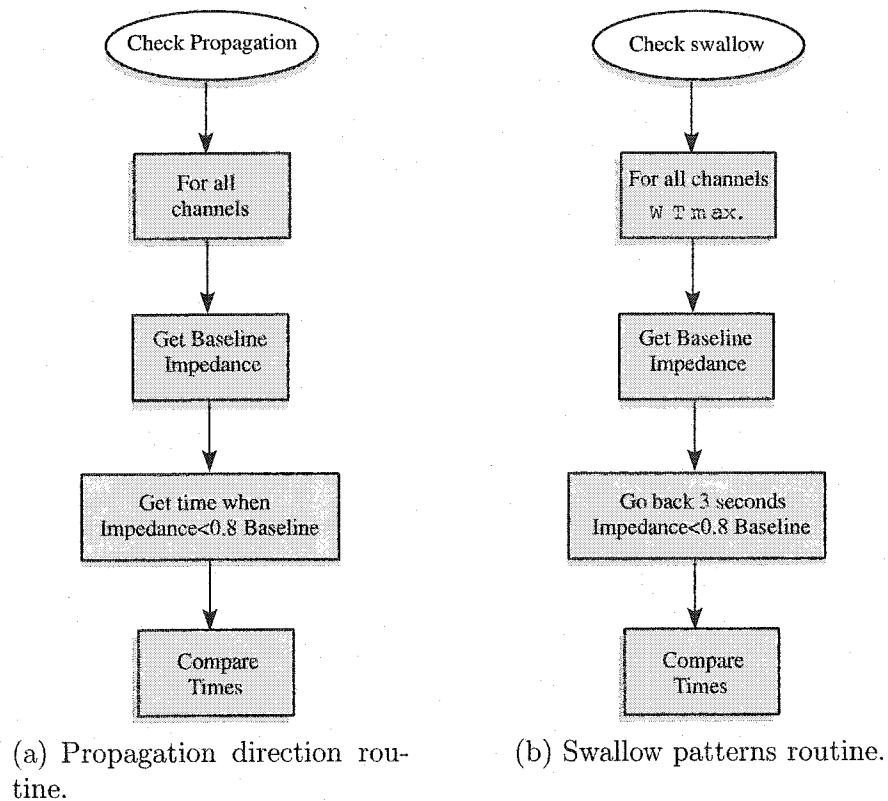 Check Propagation
For all
channels
Get Baseline
Impedance
Get time when
Impedance<0.8 Baseline
Compare
Times
(a) Propagation direction rou-
tine.
Check swallow
For all channels
W Tmax.
Get Baseline
Impedance
Go back 3 seconds
Impedance<0.8 Baseline
Compare
Times
(b) Swallow patterns routine.